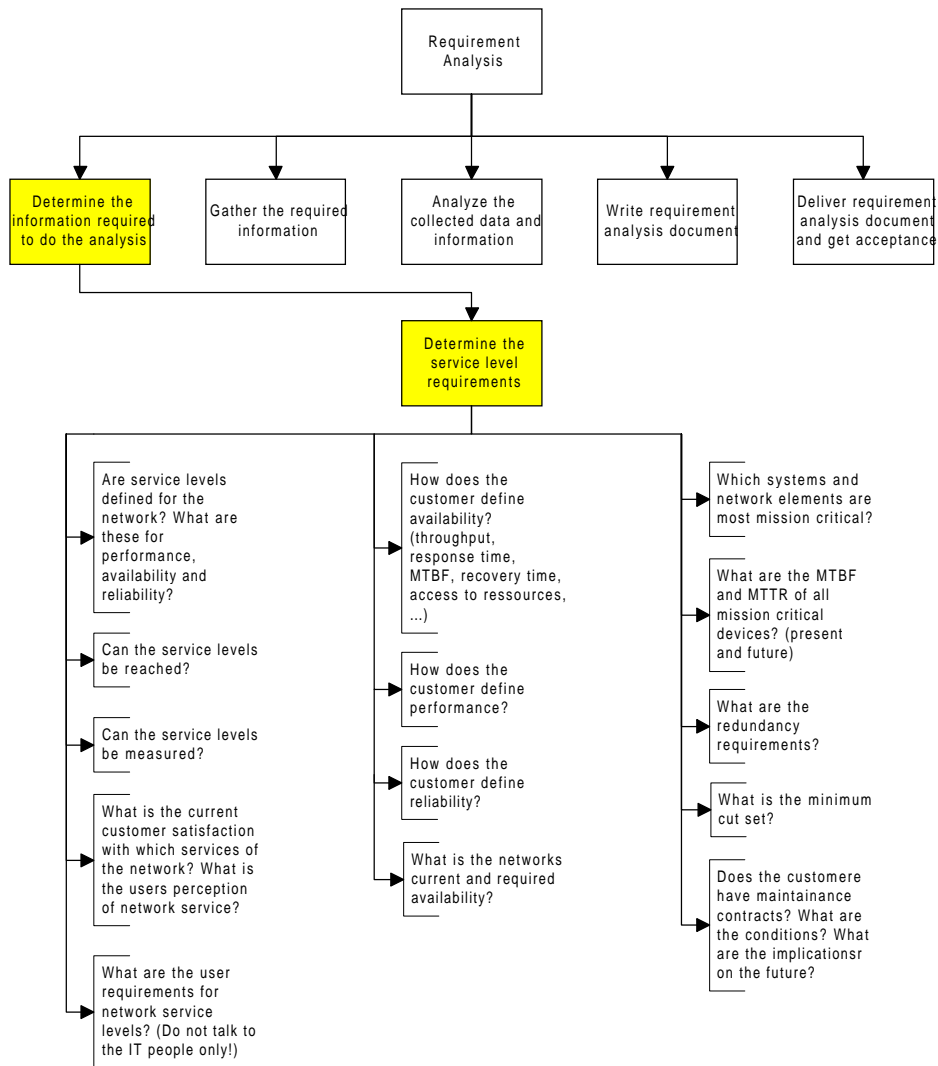 Requirement
Analysis
Determine the
information required
to do the analysis
Gather the required
information
Analyze the
collected data and
information
Write requirement
analysis document
Deliver requirement
analysis document
and get acceptance
Determine the
service level
requirements
Are service levels
defined for the
network? What are
these for
performance,
availability and
reliability?
Can the service levels
be reached?
Can the service levels
be measured?
What is the current
customer satisfaction
with which services of
the network? What is
the users perception
of network service?
What are the user
requirements for
network service
levels? (Do not talk to
the IT people only!)
How does the
customer define
availability?
(throughput,
response time,
MTBF, recovery time,
access to ressources,
...)
How does the
customer define
performance?
How does the
customer define
reliability?
What is the networks
current and required
availability?
Which systems and
network elements are
most mission critical?
What are the MTBF
and MTTR of all
mission critical
devices? (present
and future)
What are the
redundancy
requirements?
What is the minimum
cut set?
Does the customere
have maintainance
contracts? What are
the conditions? What
are the implicationsr
on the future?